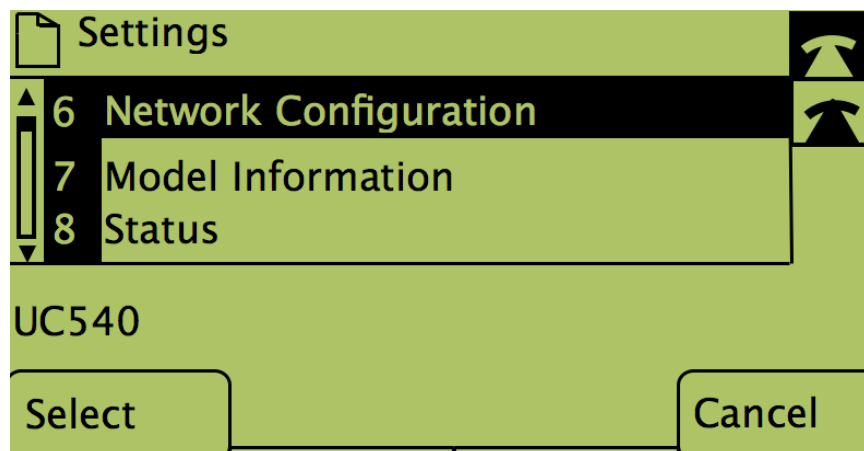 Settings
6 Network Configuration
7 Model Information
8 Status
UC540
Select Cancel